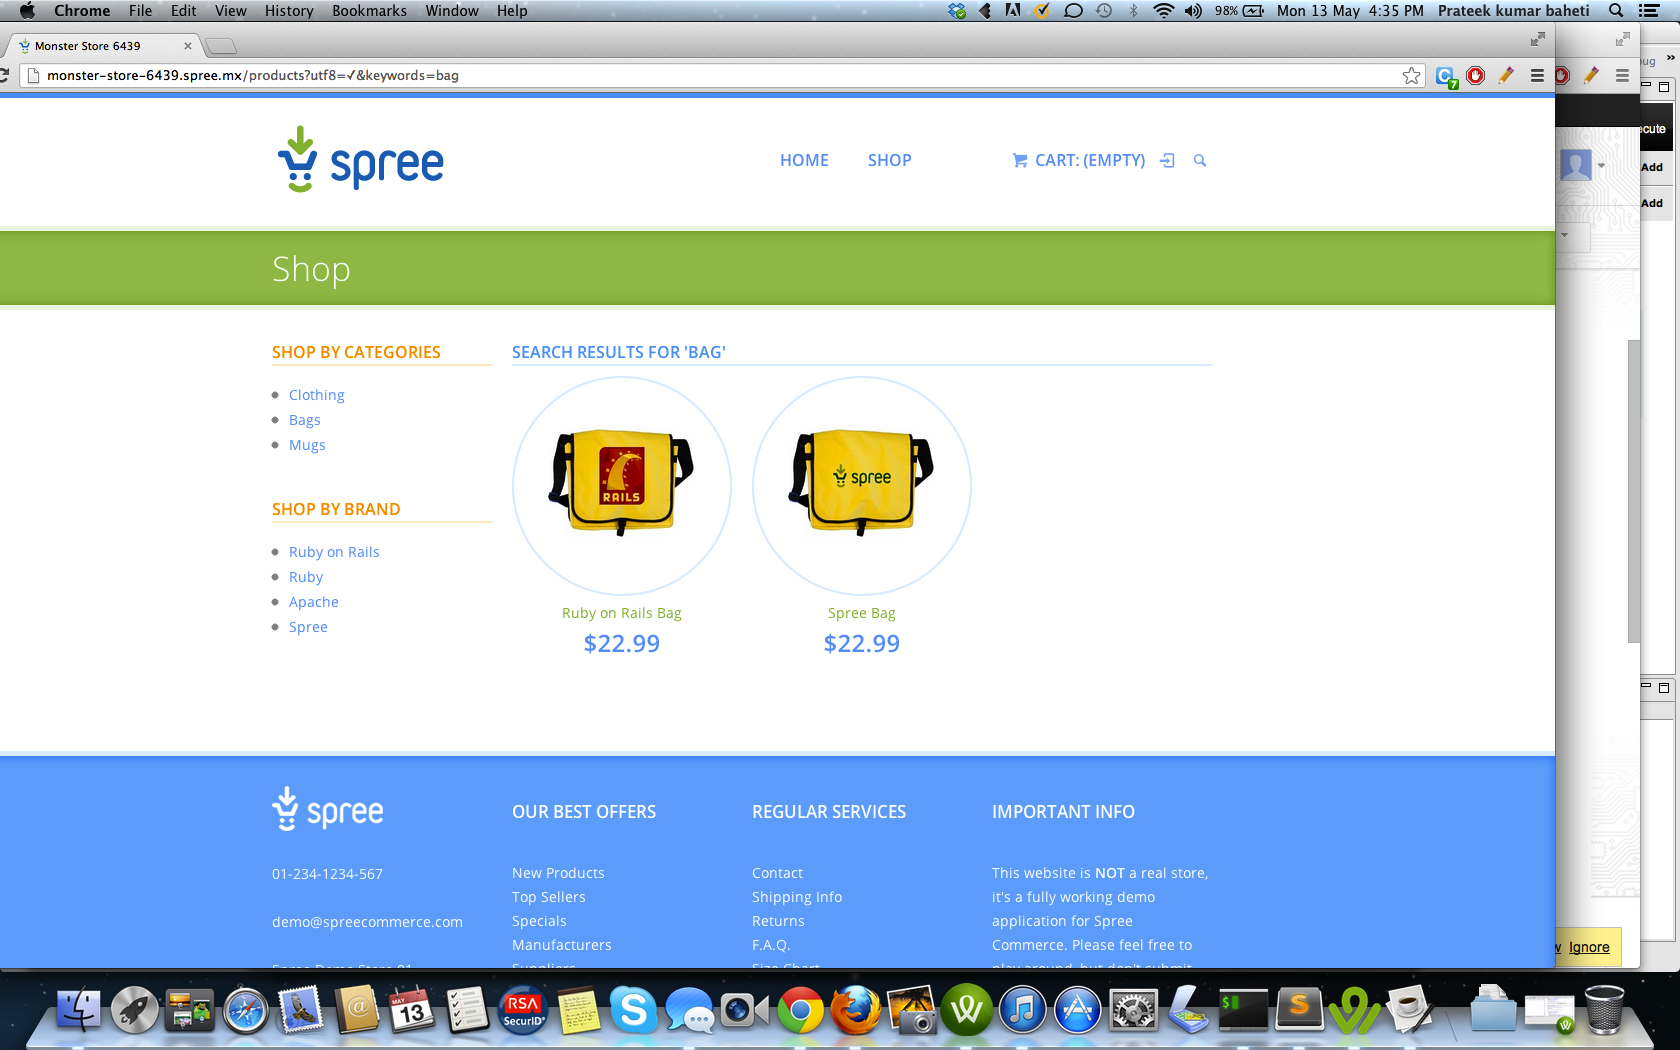 Chrome File Edit View History Bookmarks Window Help 98% Mon 13 May 4:35 PM Prateek kumar baheti
Monster Store 6439
monster-store-6439.spree.mx/products?utf8=✓&keywords=bag
7
spree
HOME SHOP CART: (EMPTY)
Add
Add
Shop
SHOP BY CATEGORIES
Clothing
Bags
Mugs
SHOP BY BRAND
Ruby on Rails
Ruby
Apache
Spree
SEARCH RESULTS FOR 'BAG'
RAILS
spree
Ruby on Rails Bag Spree Bag
$22.99 $22.99
spree
01-234-1234-567
demo@spreecommerce.com
OUR BEST OFFERS
New Products
Top Sellers
Specials
Manufacturers
REGULAR SERVICES
Contact
Shipping Info
Returns
F.A.Q.
IMPORTANT INFO
This website is NOT a real store,
it's a fully working demo
application for Spree
Commerce. Please feel free to
Ignore
MAY
13
RSA
SecurID